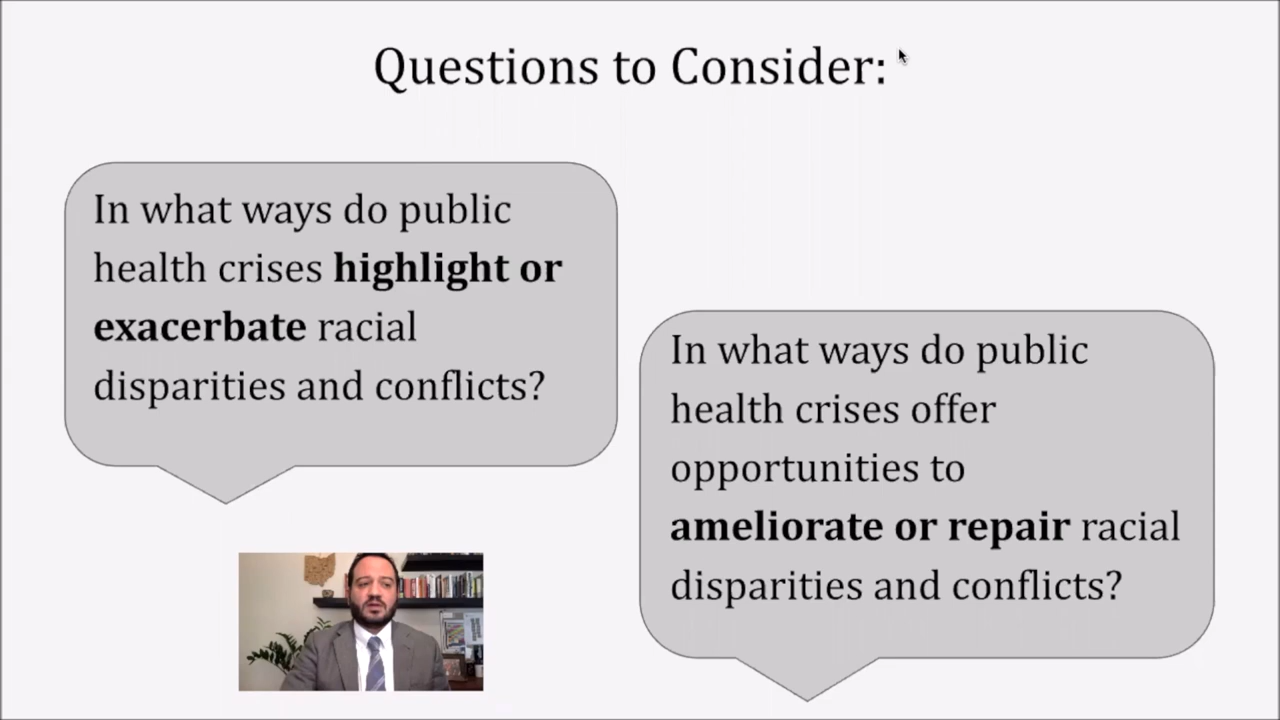 Questions to Consider:
In what ways do public
health crises highlight or
exacerbate racial
disparities and conflicts?
In what ways do public
health crises offer
opportunities to
ameliorate or repair racial
disparities and conflicts?